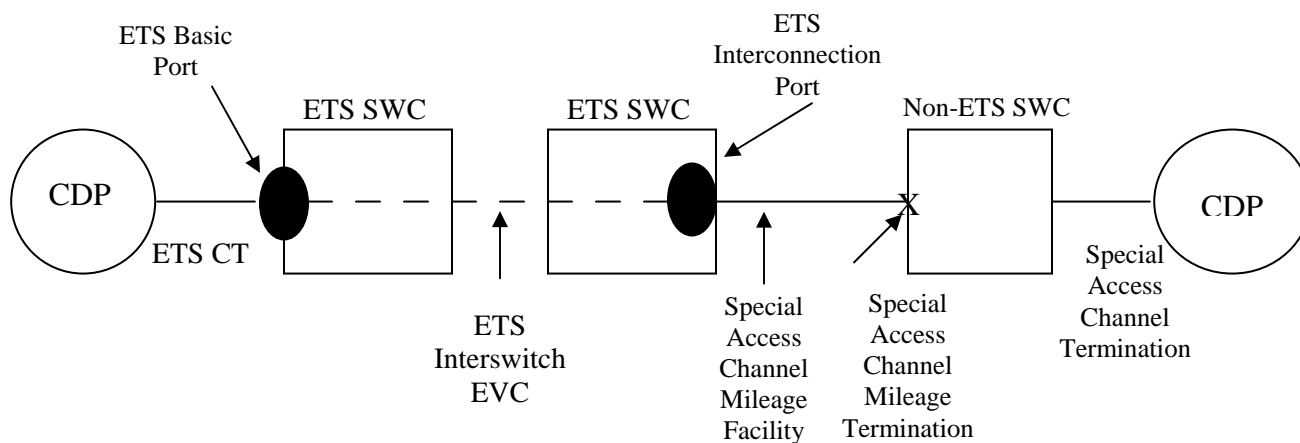 ETS Basic
Port
ETS
Interconnection
Port
ETS SWC
ETS SWC
Non-ETS SWC
CDP
X
CDP
ETS CT
ETS
Interswitch
EVC
Special
Access
Channel
Mileage
Facility
Special
Access
Channel
Mileage
Termination
Special
Access
Channel
Termination